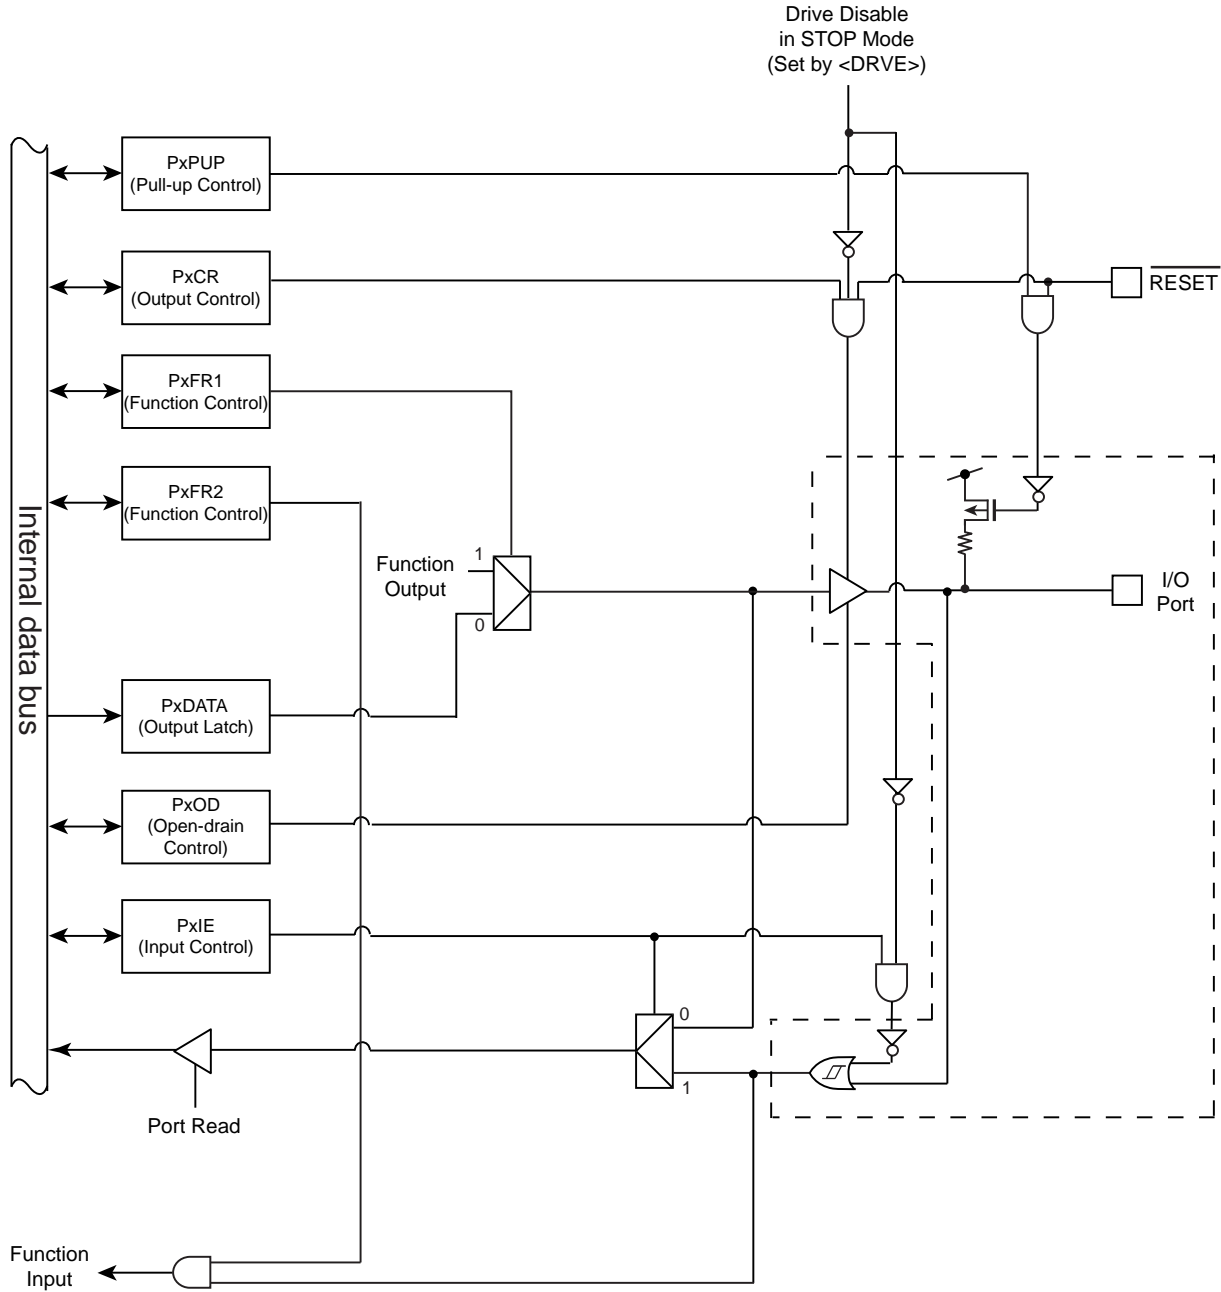 Drive Disable
in STOP Mode
(Set by <DRVE>)
PxPUP
(Pull-up Control)
PxCR
(Output Control)
RESET
PxFR1
(Function Control)
PxFR2
(Function Control)
Internal data bus
1
Function
Output
0
I/O
Port
PxDATA
(Output Latch)
PxOD
(Open-drain
Control)
PxIE
(Input Control)
0
1
Port Read
Function
Input